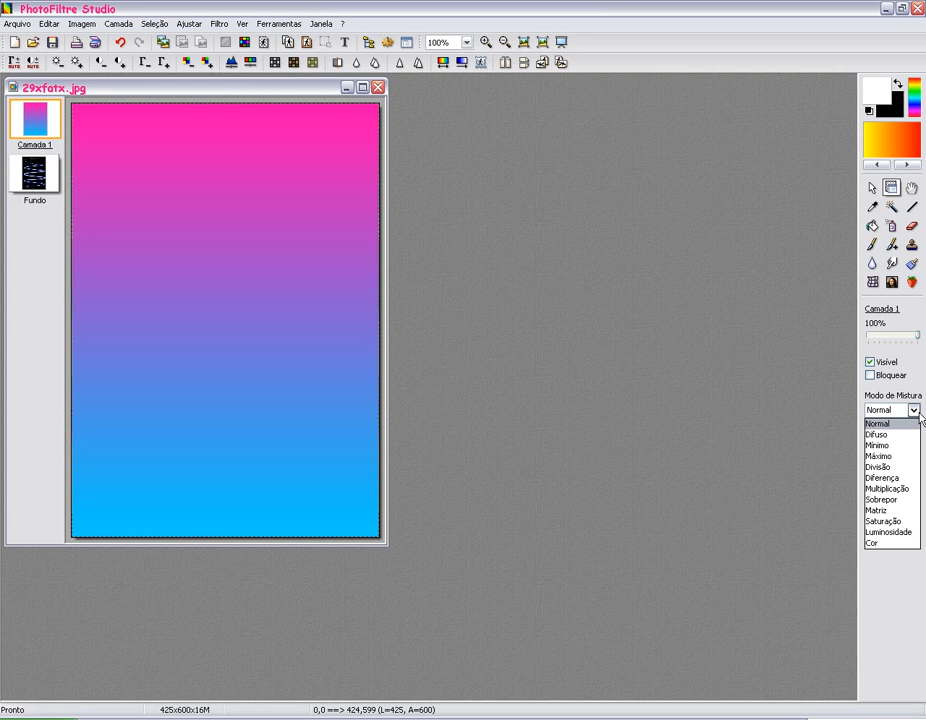 PhotoFiltre Studio
Arquivo Editar Imagem Camada Seleção Ajustar Filtro Ver Ferramentas Janela ?
100%
29xfatx.jpg
Camada 1
Fundo
Camada 1
100%
Visível
Bloquear
Modo de Mistura
Normal
Normal
Difuso
Mínimo
Máximo
Divisão
Diferença
Multiplicação
Sobrepor
Matriz
Saturação
Luminosidade
Cor
Pronto 425x600x16M 0,0 ==> 424,599 (L=425, A=600)